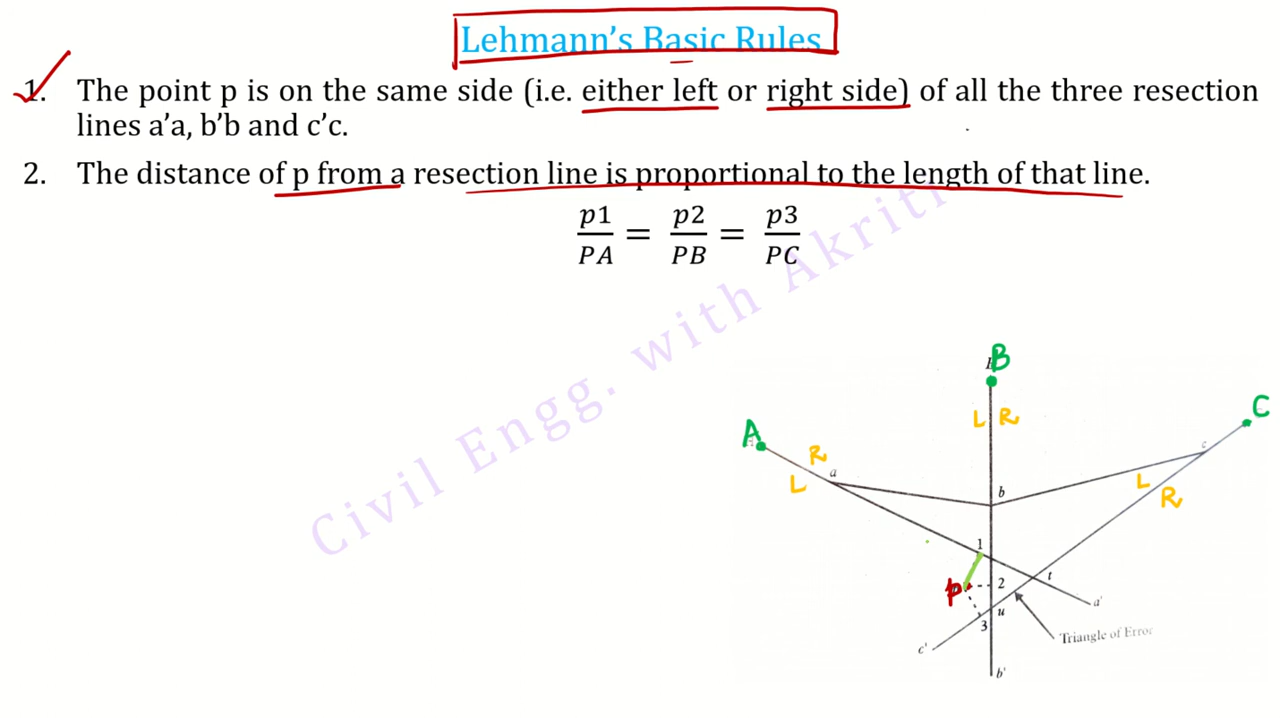 Lehmann's Basic Rules
1. The point p is on the same side (i.e. either left or right side) of all the three resection
lines a'a, b'b and c'c.
2. The distance of p from a resection line is proportional to the length of that line.
p1/PA = p2/PB = p3/PC
Civil Engg. with Akriti
B
C
A
L R
R
L
a
c
L
R
b
1
p
2
t
a'
u
3
Triangle of Error
c'
b'